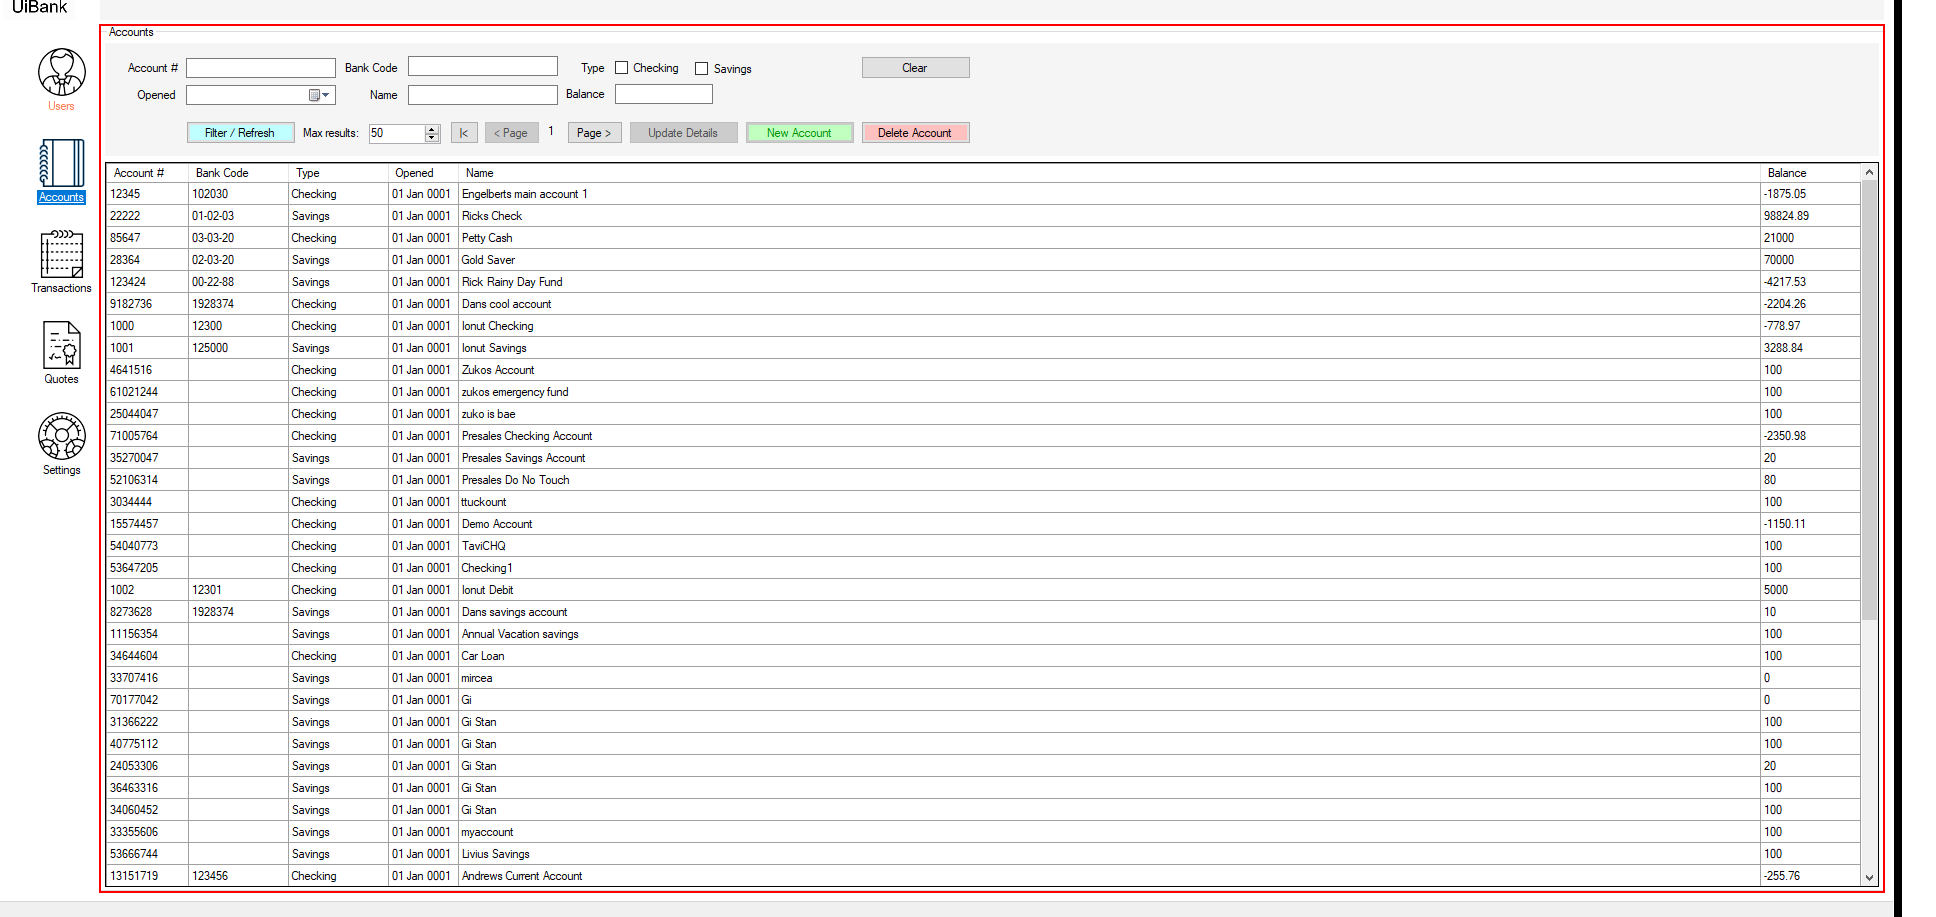 UiBank
Accounts
Account # Bank Code Type Checking Savings Clear
Opened Name Balance
Filter / Refresh Max results: 50 |< < Page 1 Page > Update Details New Account Delete Account
Users
Accounts
Transactions
Quotes
Settings
Account # Bank Code Type Opened Name Balance
12345 102030 Checking 01 Jan 0001 Engelberts main account 1 -1875.05
22222 01-02-03 Savings 01 Jan 0001 Ricks Check 98824.89
85647 03-03-20 Checking 01 Jan 0001 Petty Cash 21000
28364 02-03-20 Savings 01 Jan 0001 Gold Saver 70000
123424 00-22-88 Savings 01 Jan 0001 Rick Rainy Day Fund -4217.53
9182736 1928374 Checking 01 Jan 0001 Dans cool account -2204.26
1000 12300 Checking 01 Jan 0001 Ionut Checking -778.97
1001 125000 Savings 01 Jan 0001 Ionut Savings 3288.84
4641516 Checking 01 Jan 0001 Zukos Account 100
61021244 Checking 01 Jan 0001 zukos emergency fund 100
25044047 Checking 01 Jan 0001 zuko is bae 100
71005764 Checking 01 Jan 0001 Presales Checking Account -2350.98
35270047 Savings 01 Jan 0001 Presales Savings Account 20
52106314 Savings 01 Jan 0001 Presales Do No Touch 80
3034444 Checking 01 Jan 0001 ttuckount 100
15574457 Checking 01 Jan 0001 Demo Account -1150.11
54040773 Checking 01 Jan 0001 TaviCHQ 100
53647205 Checking 01 Jan 0001 Checking1 100
1002 12301 Checking 01 Jan 0001 Ionut Debit 5000
8273628 1928374 Savings 01 Jan 0001 Dans savings account 10
11156354 Savings 01 Jan 0001 Annual Vacation savings 100
34644604 Checking 01 Jan 0001 Car Loan 100
33707416 Savings 01 Jan 0001 mircea 0
70177042 Savings 01 Jan 0001 Gi 0
31366222 Savings 01 Jan 0001 Gi Stan 100
40775112 Savings 01 Jan 0001 Gi Stan 100
24053306 Savings 01 Jan 0001 Gi Stan 20
36463316 Savings 01 Jan 0001 Gi Stan 100
34060452 Savings 01 Jan 0001 Gi Stan 100
33355606 Savings 01 Jan 0001 myaccount 100
53666744 Savings 01 Jan 0001 Livius Savings 100
13151719 123456 Checking 01 Jan 0001 Andrews Current Account -255.76